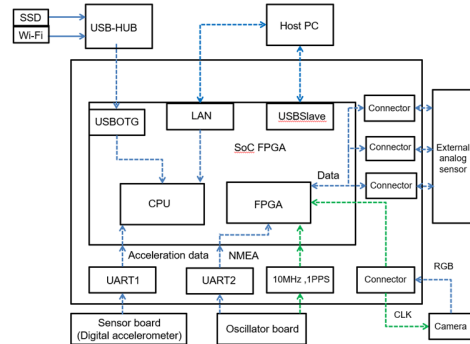 SSD
Wi-Fi
USB-HUB
Host PC
USBOTG
LAN
USBSlave
Connector
SoC FPGA
Connector
External
analog
sensor
Data
Connector
CPU
FPGA
Acceleration data
NMEA
UART1
UART2
10MHz ,1PPS
Connector
RGB
CLK
Sensor board
(Digital accelerometer)
Oscillator board
Camera